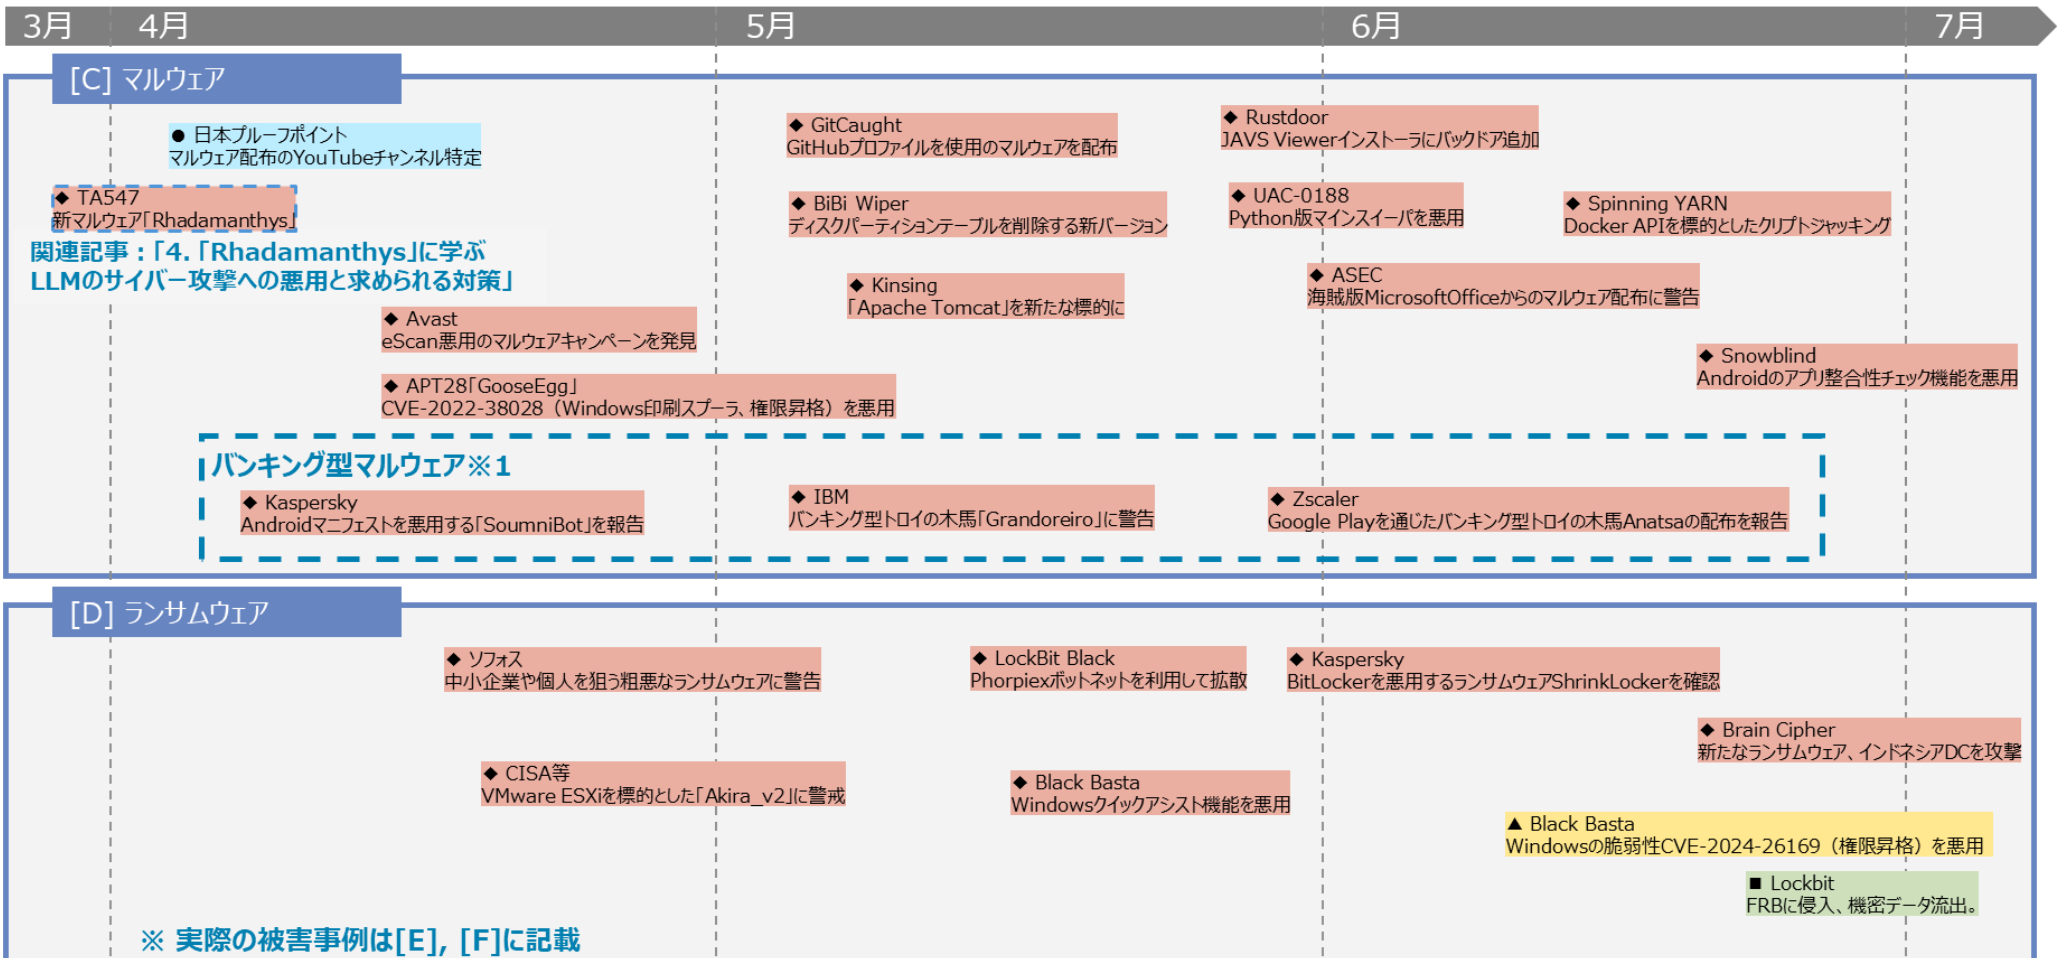 3月 4月 5月 6月 7月
[C] マルウェア
● 日本プルーフポイント
マルウェア配布のYouTubeチャンネル特定
◆ TA547
新マルウェア「Rhadamanthys」
関連記事：「4. 「Rhadamanthys」に学ぶ
LLMのサイバー攻撃への悪用と求められる対策」
◆ Avast
eScan悪用のマルウェアキャンペーンを発見
◆ APT28「GooseEgg」
CVE-2022-38028（Windows印刷スプーラ、権限昇格）を悪用
◆ GitCaught
GitHubプロファイルを使用のマルウェアを配布
◆ BiBi Wiper
ディスクパーティションテーブルを削除する新バージョン
◆ Kinsing
「Apache Tomcat」を新たな標的に
◆ Rustdoor
JAVS Viewerインストーラにバックドア追加
◆ UAC-0188
Python版マインスイーパを悪用
◆ Spinning YARN
Docker APIを標的としたクリプトジャッキング
◆ ASEC
海賊版MicrosoftOfficeからのマルウェア配布に警告
◆ Snowblind
Androidのアプリ整合性チェック機能を悪用
バンキング型マルウェア※1
◆ Kaspersky
Androidマニフェストを悪用する「SoumniBot」を報告
◆ IBM
バンキング型トロイの木馬「Grandoreiro」に警告
◆ Zscaler
Google Playを通じたバンキング型トロイの木馬Anatsaの配布を報告
[D] ランサムウェア
◆ ソフォス
中小企業や個人を狙う粗悪なランサムウェアに警告
◆ CISA等
VMware ESXiを標的とした「Akira_v2」に警戒
◆ LockBit Black
Phorpiexボットネットを利用して拡散
◆ Black Basta
Windowsクイックアシスト機能を悪用
◆ Kaspersky
BitLockerを悪用するランサムウェアShrinkLockerを確認
◆ Brain Cipher
新たなランサムウェア、インドネシアDCを攻撃
▲ Black Basta
Windowsの脆弱性CVE-2024-26169（権限昇格）を悪用
■ Lockbit
FRBに侵入、機密データ流出。
※ 実際の被害事例は[E], [F]に記載